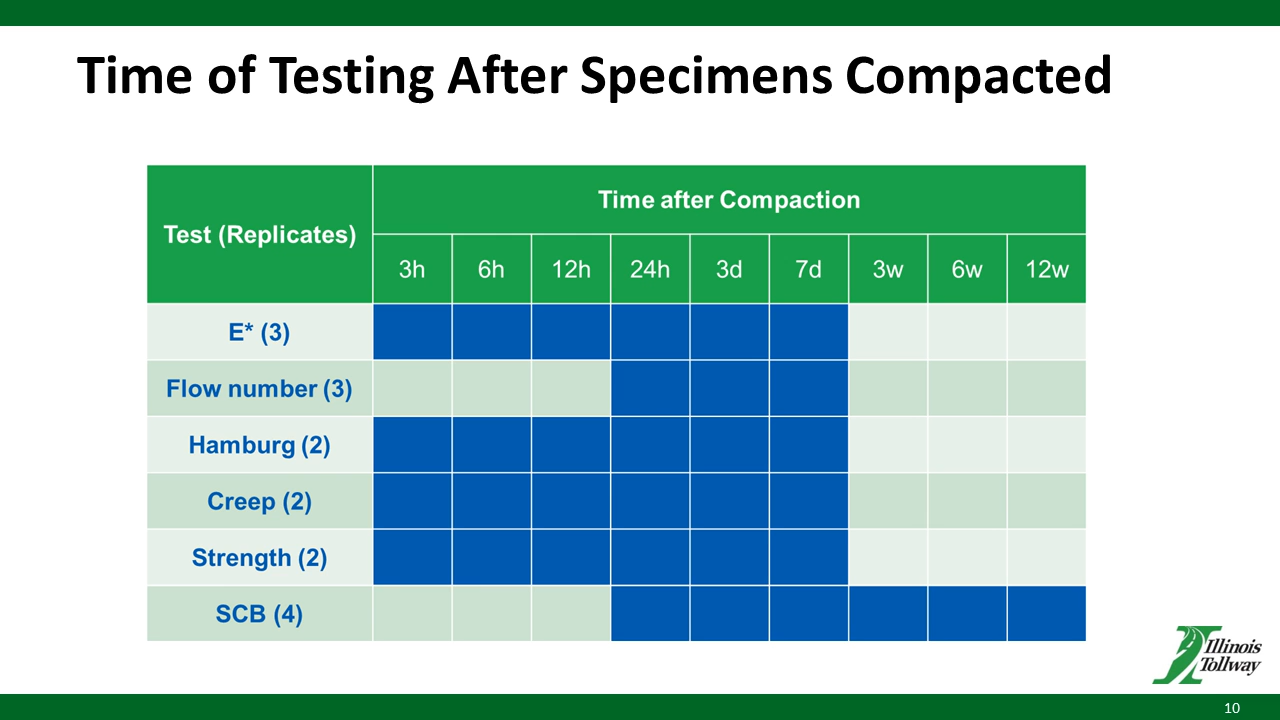 Time of Testing After Specimens Compacted
Test (Replicates)
Time after Compaction
3h 6h 12h 24h 3d 7d 3w 6w 12w
E* (3)
Flow number (3)
Hamburg (2)
Creep (2)
Strength (2)
SCB (4)
Illinois
Tollway
10